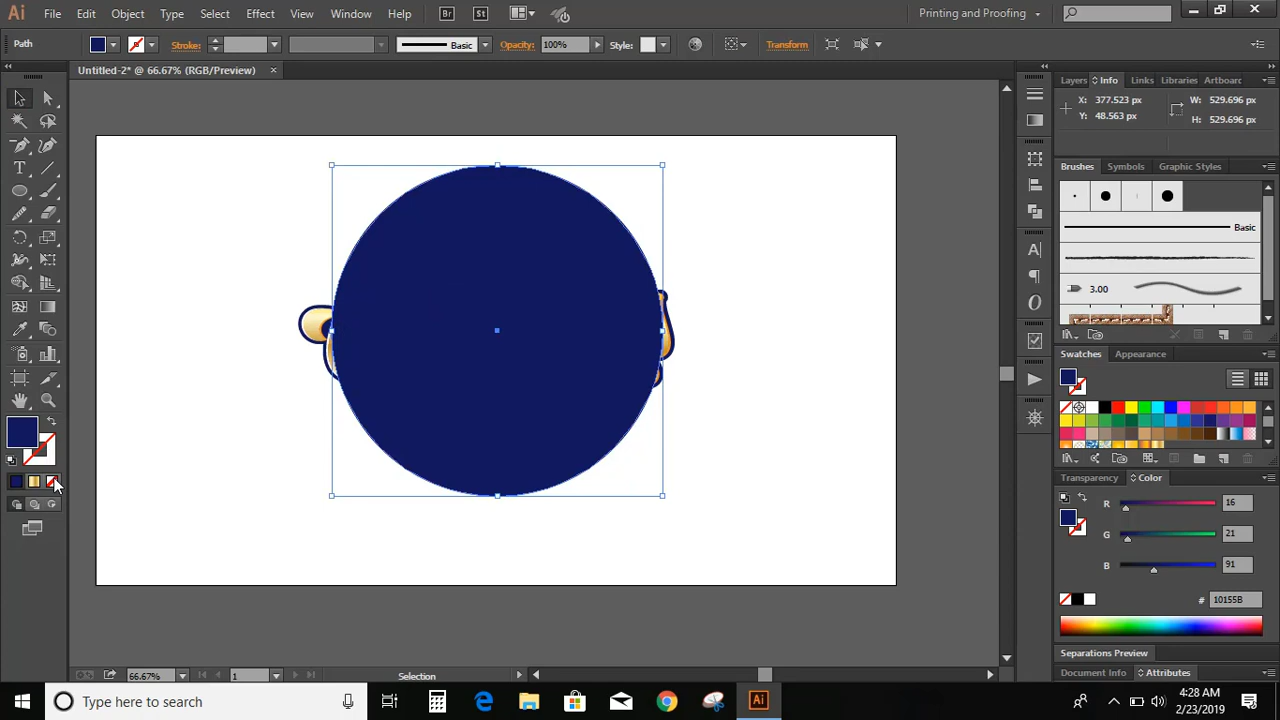 Ai File Edit Object Type Select Effect View Window Help Br St Printing and Proofing
Path Stroke: Basic Opacity: 100% Style: Transform
Untitled-2* @ 66.67% (RGB/Preview)
Layers Info Links Libraries Artboard
X: 377.523 px
Y: 48.563 px
W: 529.696 px
H: 529.696 px
Brushes Symbols Graphic Styles
Basic
3.00
Swatches Appearance
Transparency Color
R 16
G 21
B 91
# 10155B
Separations Preview
Document Info Attributes
66.67% 1 Selection
Type here to search
Ai
4:28 AM
2/23/2019